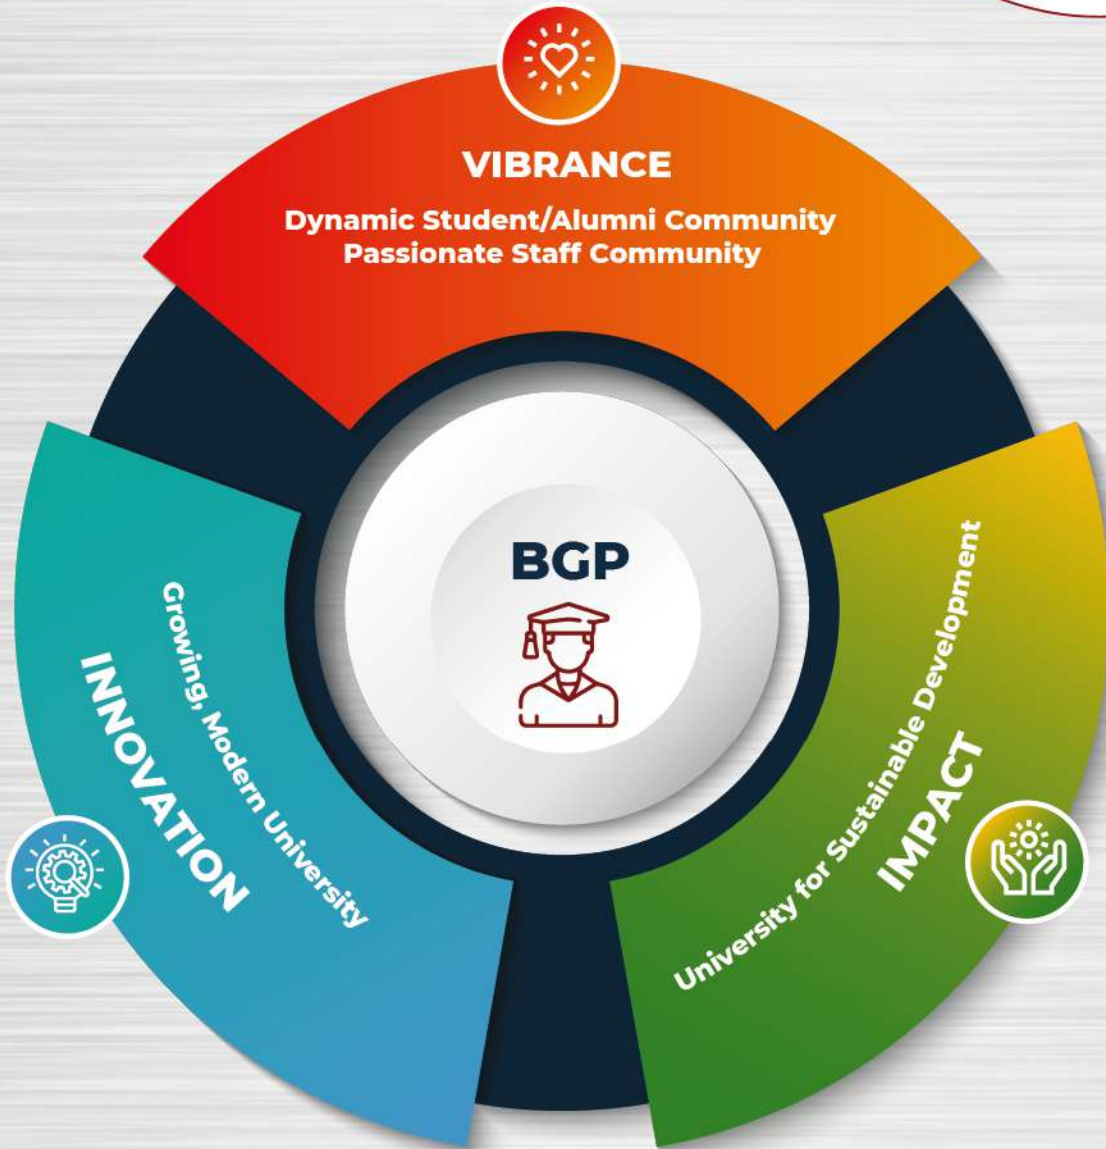 VIBRANCE
Dynamic Student/Alumni Community
Passionate Staff Community
BGP
Growing, Modern University
INNOVATION
University for Sustainable Development
IMPACT